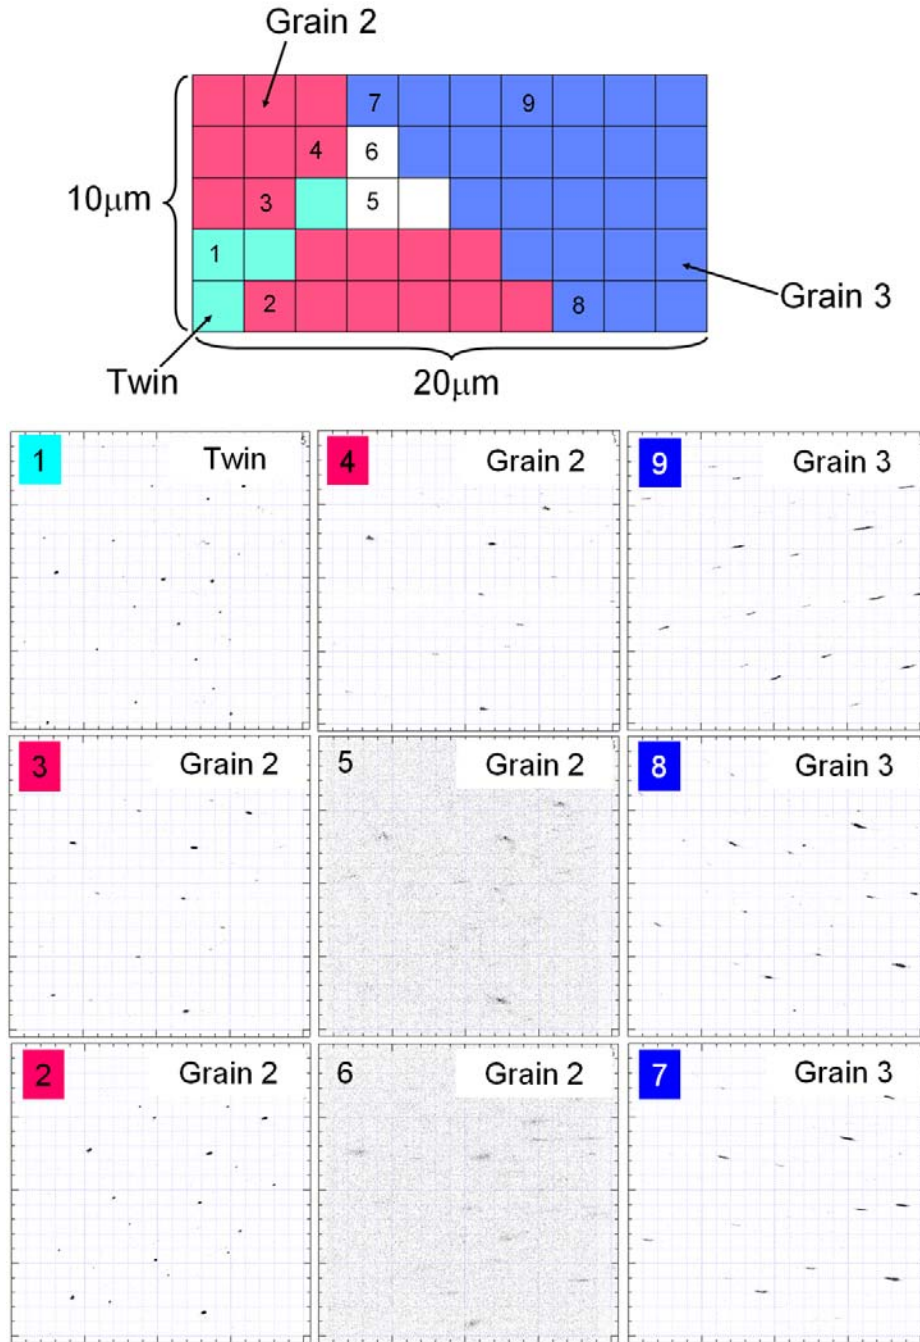 Grain 2
7 9
4 6
10μm
3 5
1
2 8
Grain 3
Twin
20μm
1 Twin
4 Grain 2
9 Grain 3
3 Grain 2
5 Grain 2
8 Grain 3
2 Grain 2
6 Grain 2
7 Grain 3